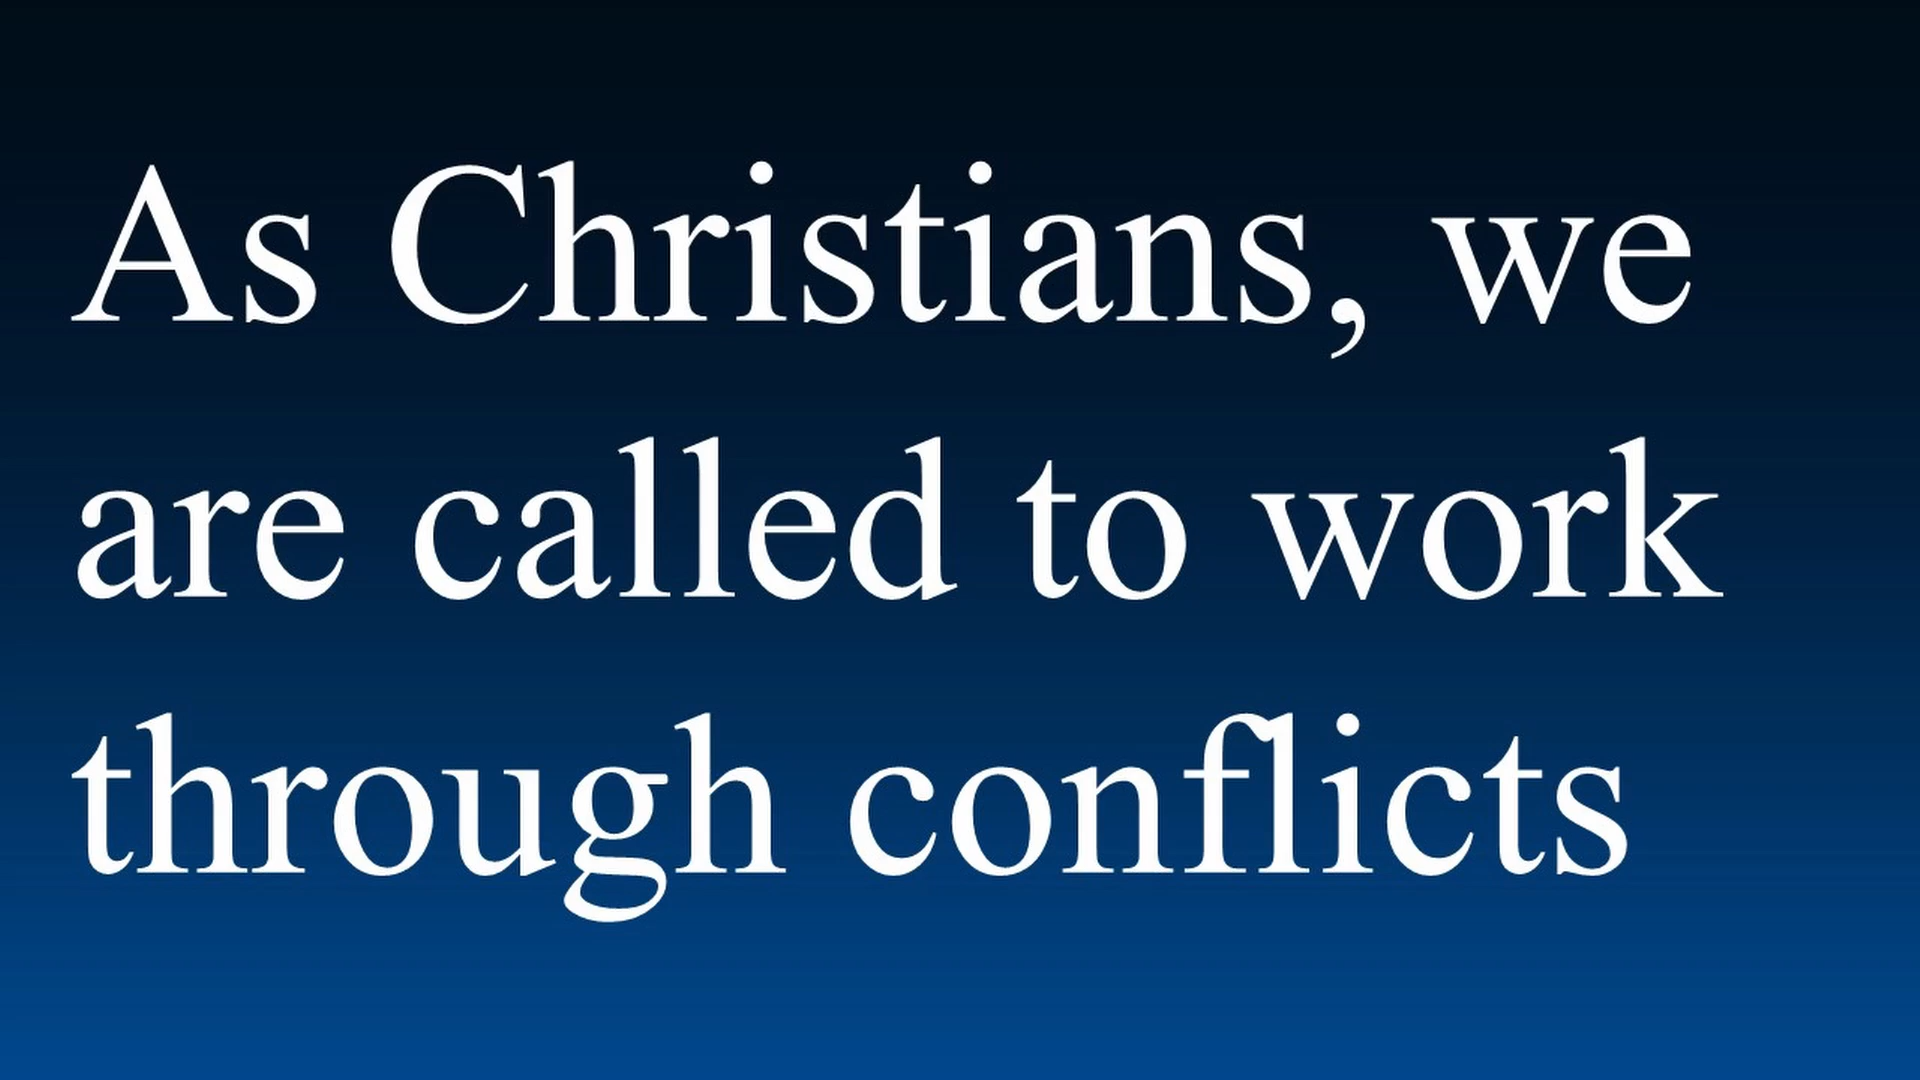 As Christians, we
are called to work
through conflicts